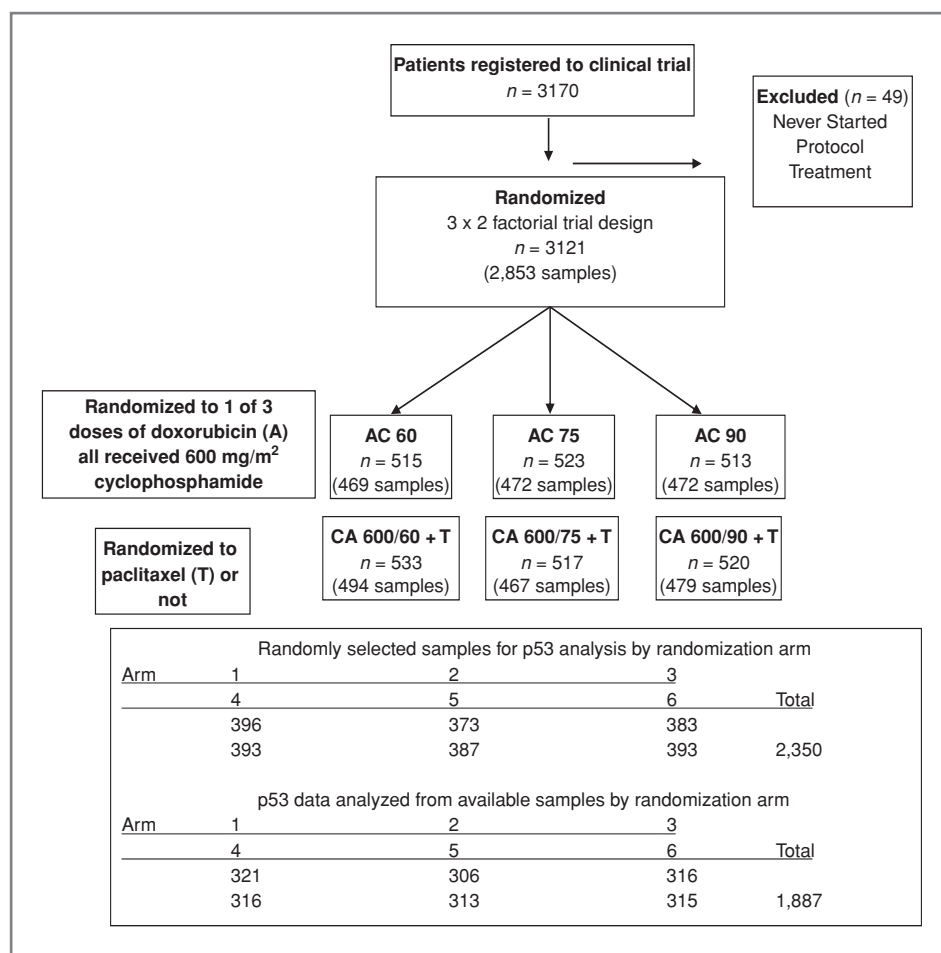 Patients registered to clinical trial
n = 3170
Excluded (n = 49)
Never Started
Protocol
Treatment
Randomized
3 x 2 factorial trial design
n = 3121
(2,853 samples)
Randomized to 1 of 3
doses of doxorubicin (A)
all received 600 mg/m²
cyclophosphamide
AC 60
n = 515
(469 samples)
AC 75
n = 523
(472 samples)
AC 90
n = 513
(472 samples)
Randomized to
paclitaxel (T) or
not
CA 600/60 + T
n = 533
(494 samples)
CA 600/75 + T
n = 517
(467 samples)
CA 600/90 + T
n = 520
(479 samples)
Randomly selected samples for p53 analysis by randomization arm
Arm 1 2 3
4 5 6 Total
396 373 383
393 387 393 2,350
p53 data analyzed from available samples by randomization arm
Arm 1 2 3
4 5 6 Total
321 306 316
316 313 315 1,887